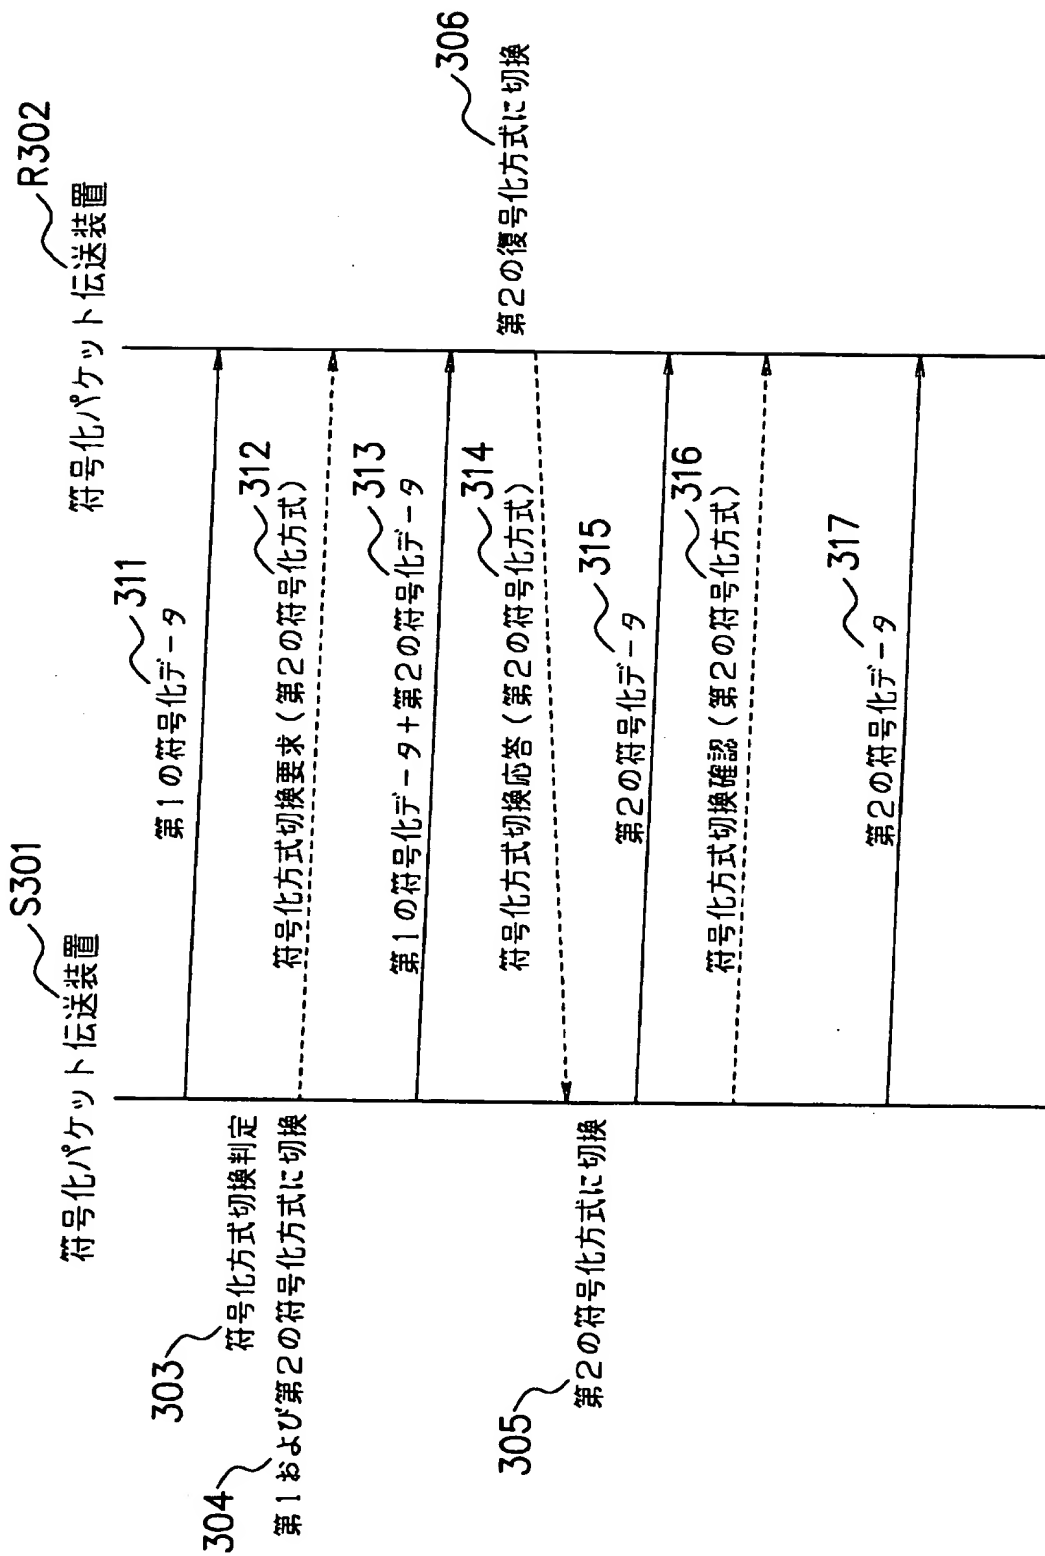 符号化パケット伝送装置
S301
符号化パケット伝送装置
R302
第1の符号化データ
311
303
符号化方式切換判定
304
第1および第2の符号化方式に切換
符号化方式切換要求(第2の符号化方式)
312
第1の符号化データ+第2の符号化データ
313
符号化方式切換応答(第2の符号化方式)
314
第2の復号化方式に切換
306
305
第2の符号化方式に切換
第2の符号化データ
315
符号化方式切換確認(第2の符号化方式)
316
第2の符号化データ
317